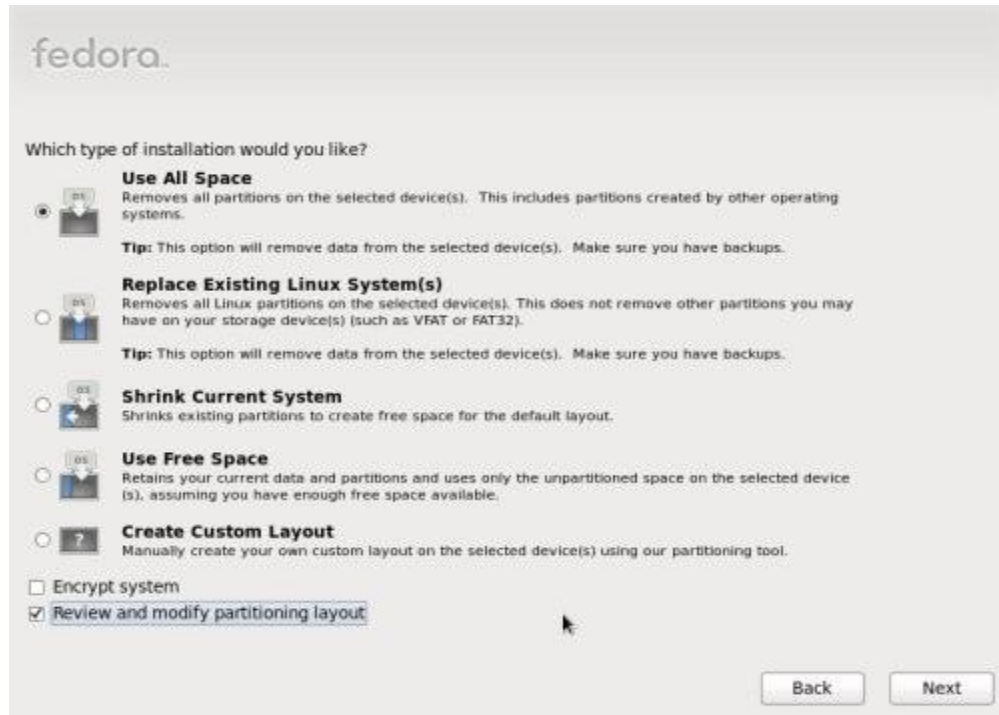 fedora.
Which type of installation would you like?
Use All Space
Removes all partitions on the selected device(s). This includes partitions created by other operating
systems.
Tip: This option will remove data from the selected device(s). Make sure you have backups.
Replace Existing Linux System(s)
Removes all Linux partitions on the selected device(s). This does not remove other partitions you may
have on your storage device(s) (such as VFAT or FAT32).
Tip: This option will remove data from the selected device(s). Make sure you have backups.
Shrink Current System
Shrinks existing partitions to create free space for the default layout.
Use Free Space
Retains your current data and partitions and uses only the unpartitioned space on the selected device
(s), assuming you have enough free space available.
Create Custom Layout
Manually create your own custom layout on the selected device(s) using our partitioning tool.
Encrypt system
Review and modify partitioning layout
Back Next